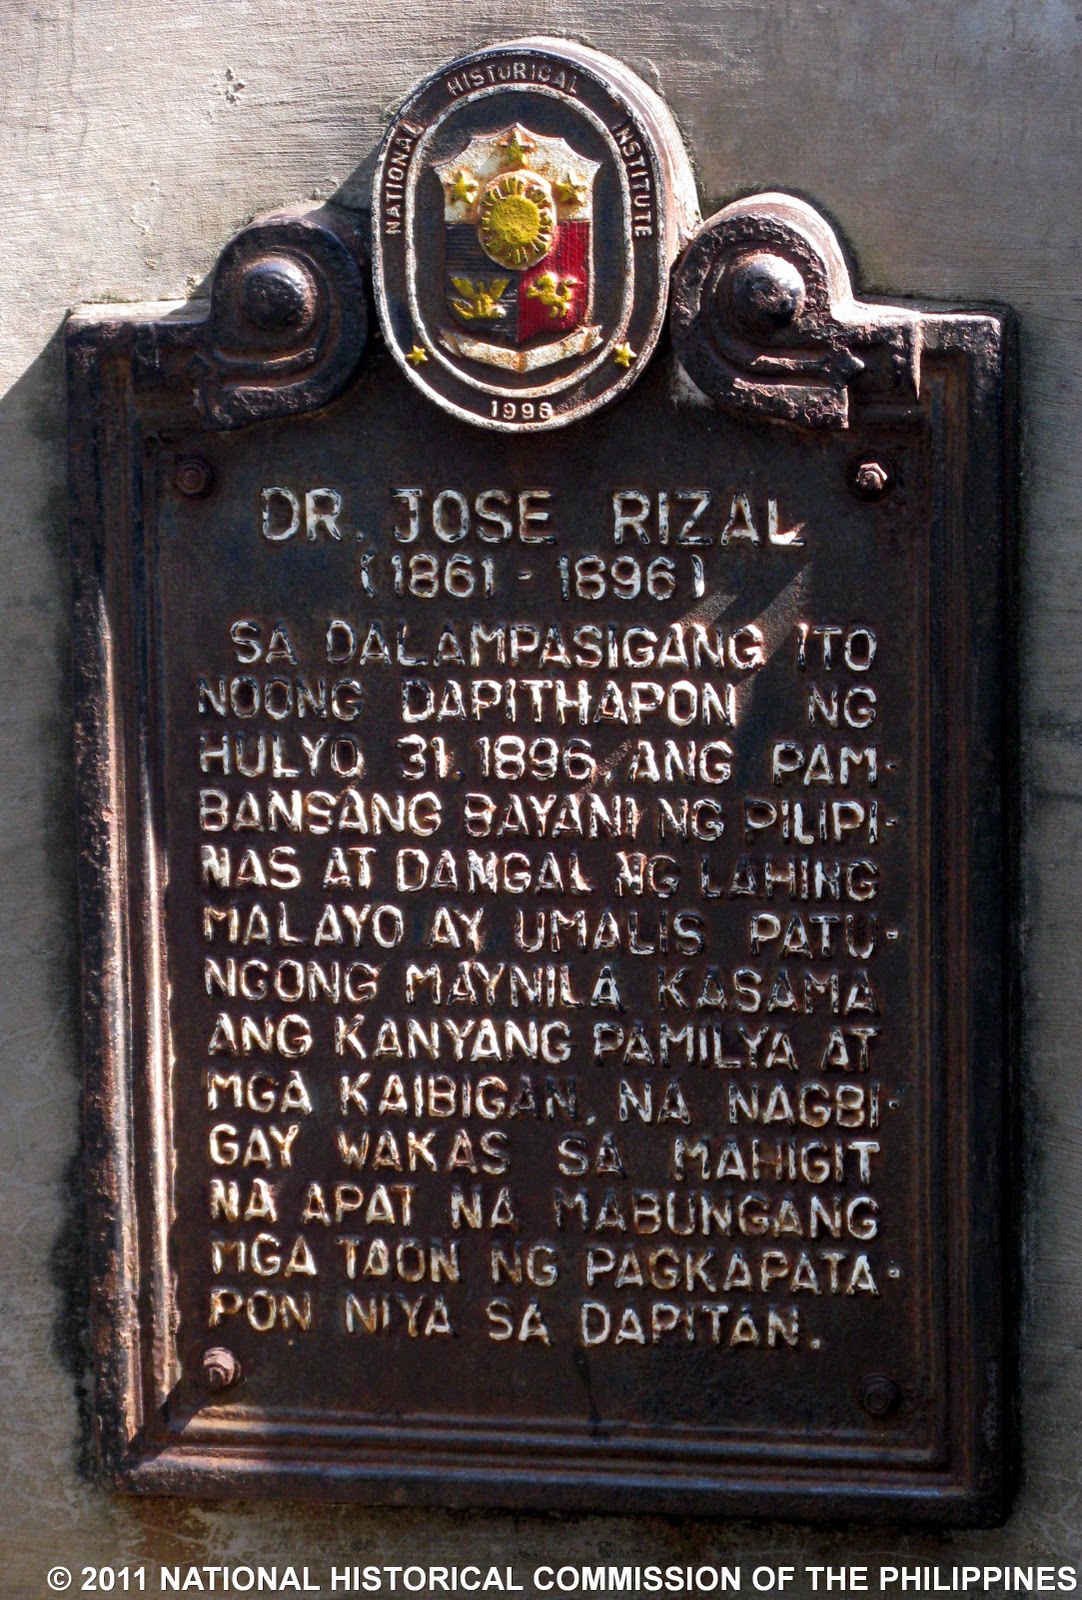 NATIONAL HISTORICAL INSTITUTE
1996
DR. JOSE RIZAL
(1861 - 1896)
SA DALAMPASIGANG ITO
NOONG DAPITHAPON NG
HULYO 31, 1896, ANG PAM-
BANSANG BAYANI NG PILIPI-
NAS AT DANGAL NG LAHING
MALAYO AY UMALIS PATU-
NGONG MAYNILA KASAMA
ANG KANYANG PAMILYA AT
MGA KAIBIGAN, NA NAGBI-
GAY WAKAS SA MAHIGIT
NA APAT NA MABUNGANG
MGA TAON NG PAGKAPATA-
PON NIYA SA DAPITAN.
© 2011 NATIONAL HISTORICAL COMMISSION OF THE PHILIPPINES